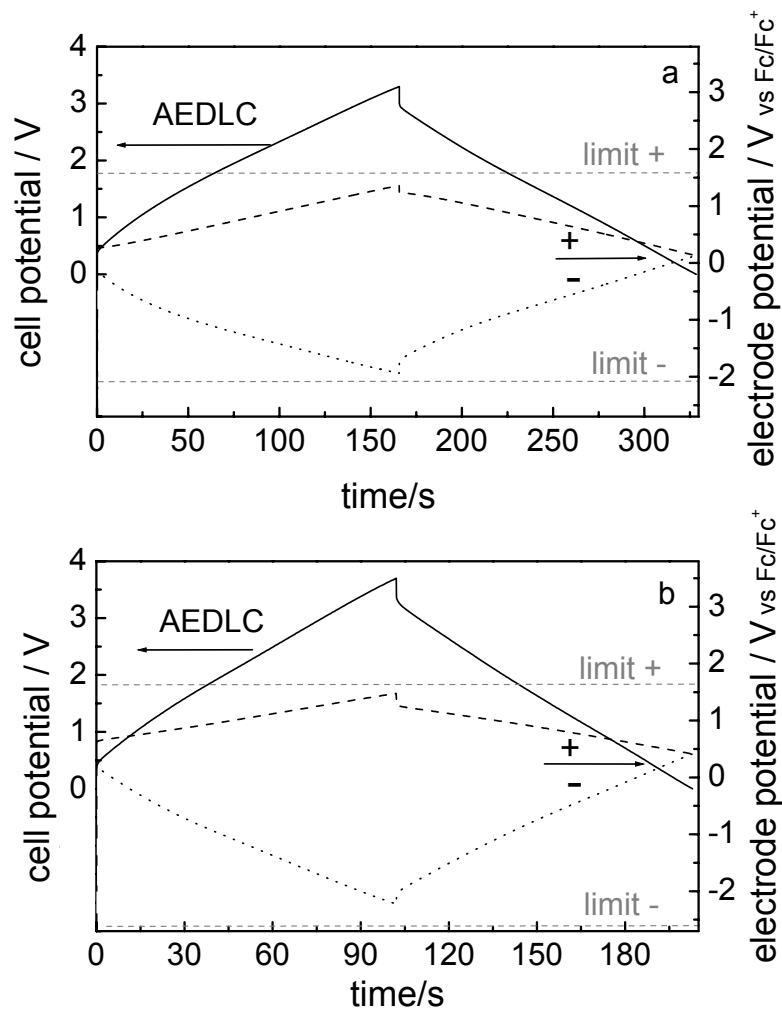 a
4
3
2
1
0
cell potential / V
AEDLC
limit +
+
-
limit -
3
2
1
0
-1
-2
electrode potential / V vs Fc/Fc⁺
0 50 100 150 200 250 300
time/s
b
4
3
2
1
0
cell potential / V
AEDLC
limit +
+
-
limit -
3
2
1
0
-1
-2
electrode potential / V vs Fc/Fc⁺
0 30 60 90 120 150 180
time/s